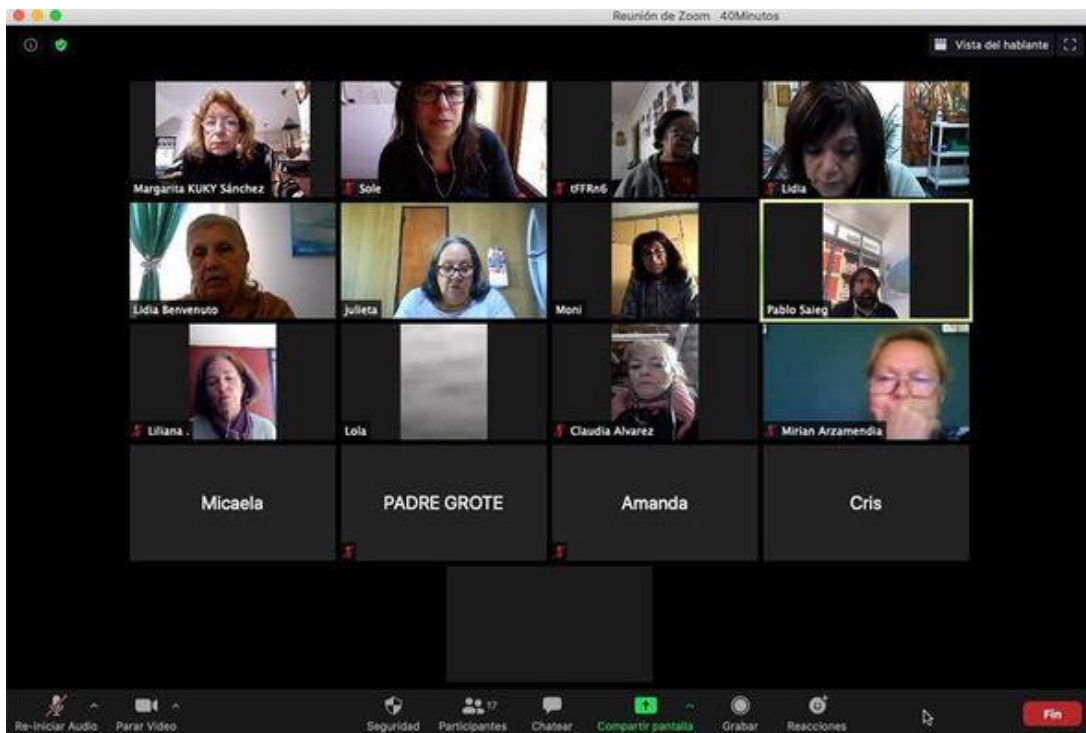 Reunión de Zoom 40Minutos
Vista del hablante
Margarita KUKY Sánchez
Sole
tFFRn6
Lidia
Lidia Benvenuto
Julieta
Moni
Pablo Saieg
Liliana .
Lola
Claudia Alvarez
Mirian Arzamendia
Micaela
PADRE GROTE
Amanda
Cris
Re-Iniciar Audio
Parar Video
Seguridad
Participantes
17
Chatear
Compartir pantalla
Grabar
Reacciones
Fin